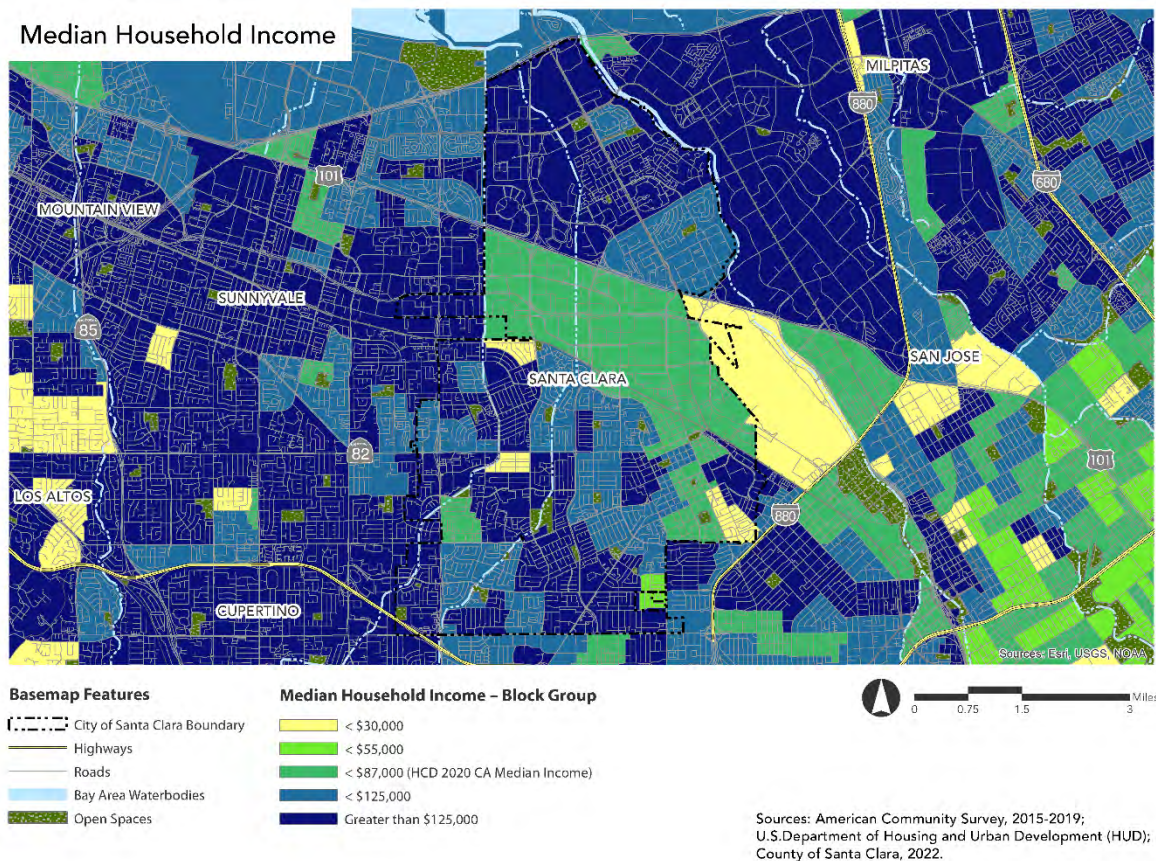 Median Household Income
MILPITAS
880
101
680
MOUNTAIN VIEW
SUNNYVALE
85
SAN JOSE
SANTA CLARA
82
101
LOS ALTOS
880
CUPERTINO
Sources: Esri, USGS, NOAA
Basemap Features
City of Santa Clara Boundary
Highways
Roads
Bay Area Waterbodies
Open Spaces
Median Household Income – Block Group
< $30,000
< $55,000
< $87,000 (HCD 2020 CA Median Income)
< $125,000
Greater than $125,000
Miles
0 0.75 1.5 3
Sources: American Community Survey, 2015-2019;
U.S.Department of Housing and Urban Development (HUD);
County of Santa Clara, 2022.